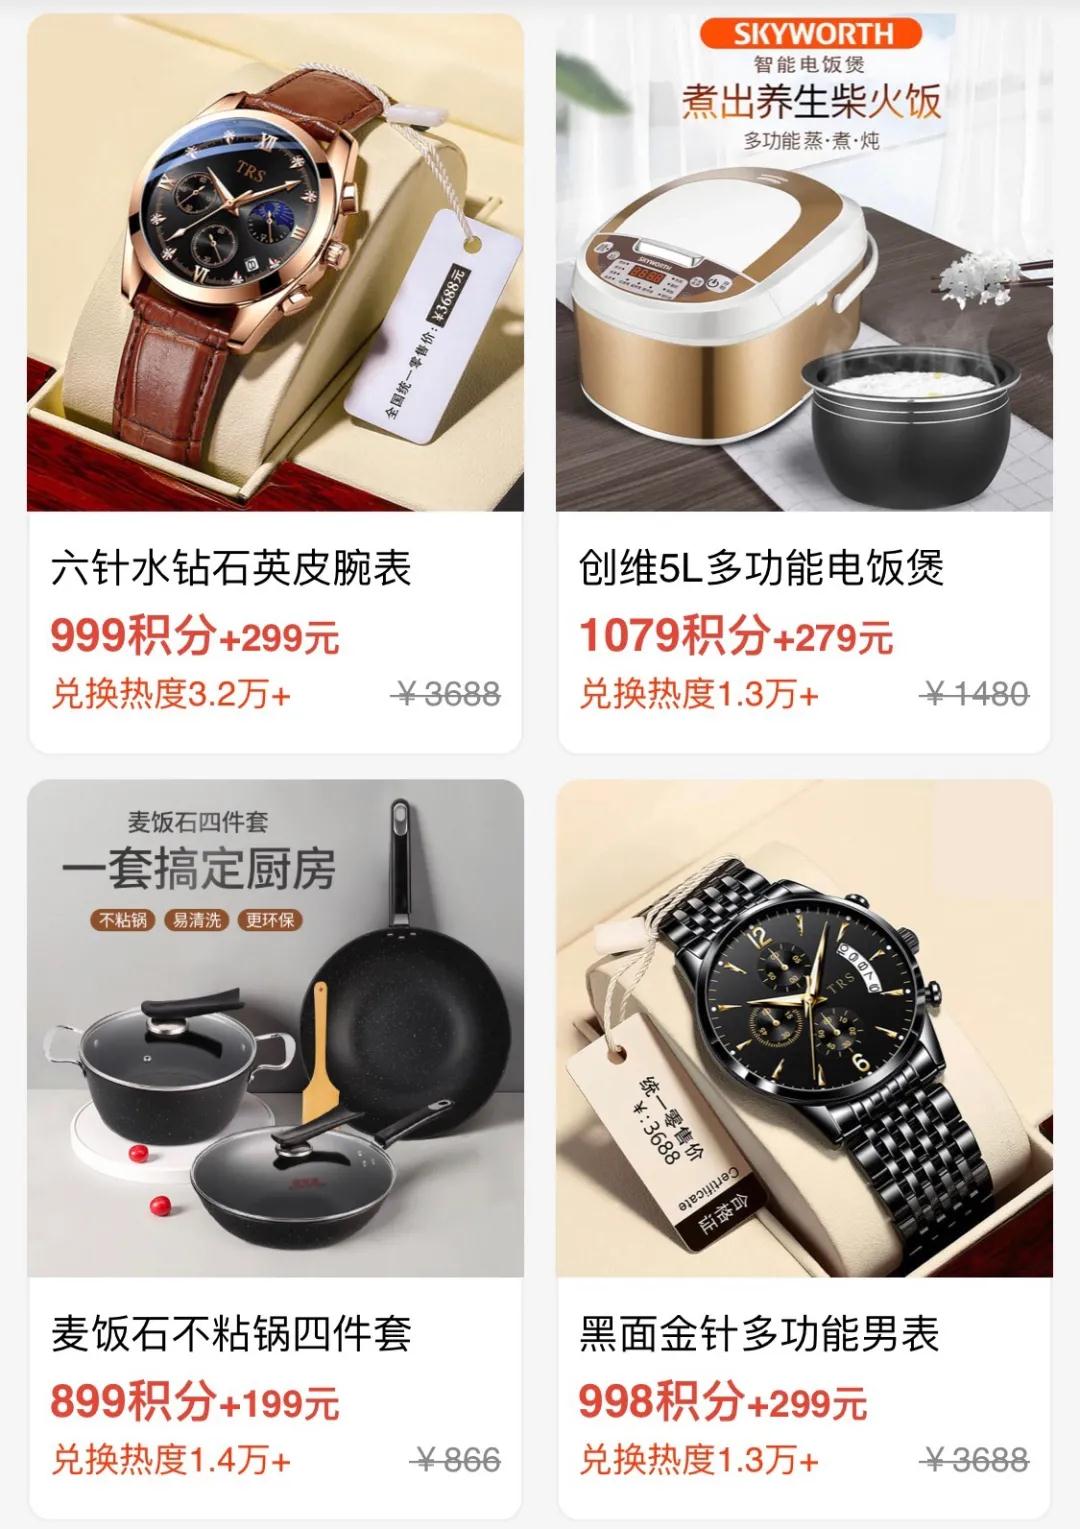 TRS
XII
VI
全国统一零售价：¥3688元
六针水钻石英皮腕表
999积分+299元
兑换热度3.2万+
￥3688
SKYWORTH
智能电饭煲
煮出养生柴火饭
多功能蒸·煮·炖
SKYWORTH
创维5L多功能电饭煲
1079积分+279元
兑换热度1.3万+
￥1480
麦饭石四件套
一套搞定厨房
不粘锅 易清洗 更环保
麦饭石不粘锅四件套
899积分+199元
兑换热度1.4万+
￥866
12
TRS
6
统一零售价
:3688
Certificate
合格证
黑面金针多功能男表
998积分+299元
兑换热度1.3万+
￥3688